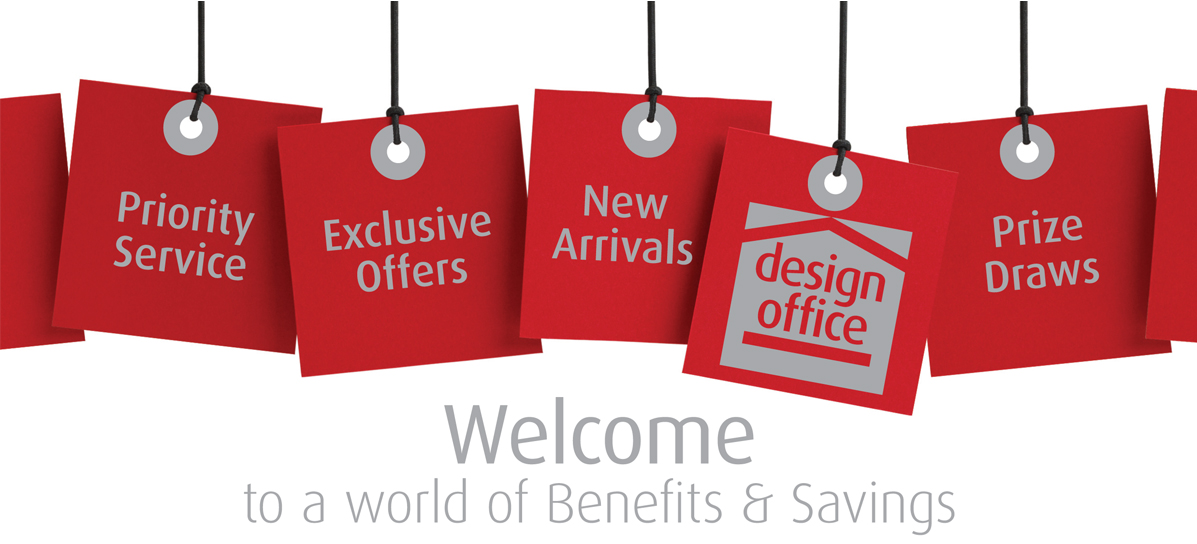 Priority
Service
Exclusive
Offers
New
Arrivals
design
office
Prize
Draws
Welcome
to a world of Benefits & Savings